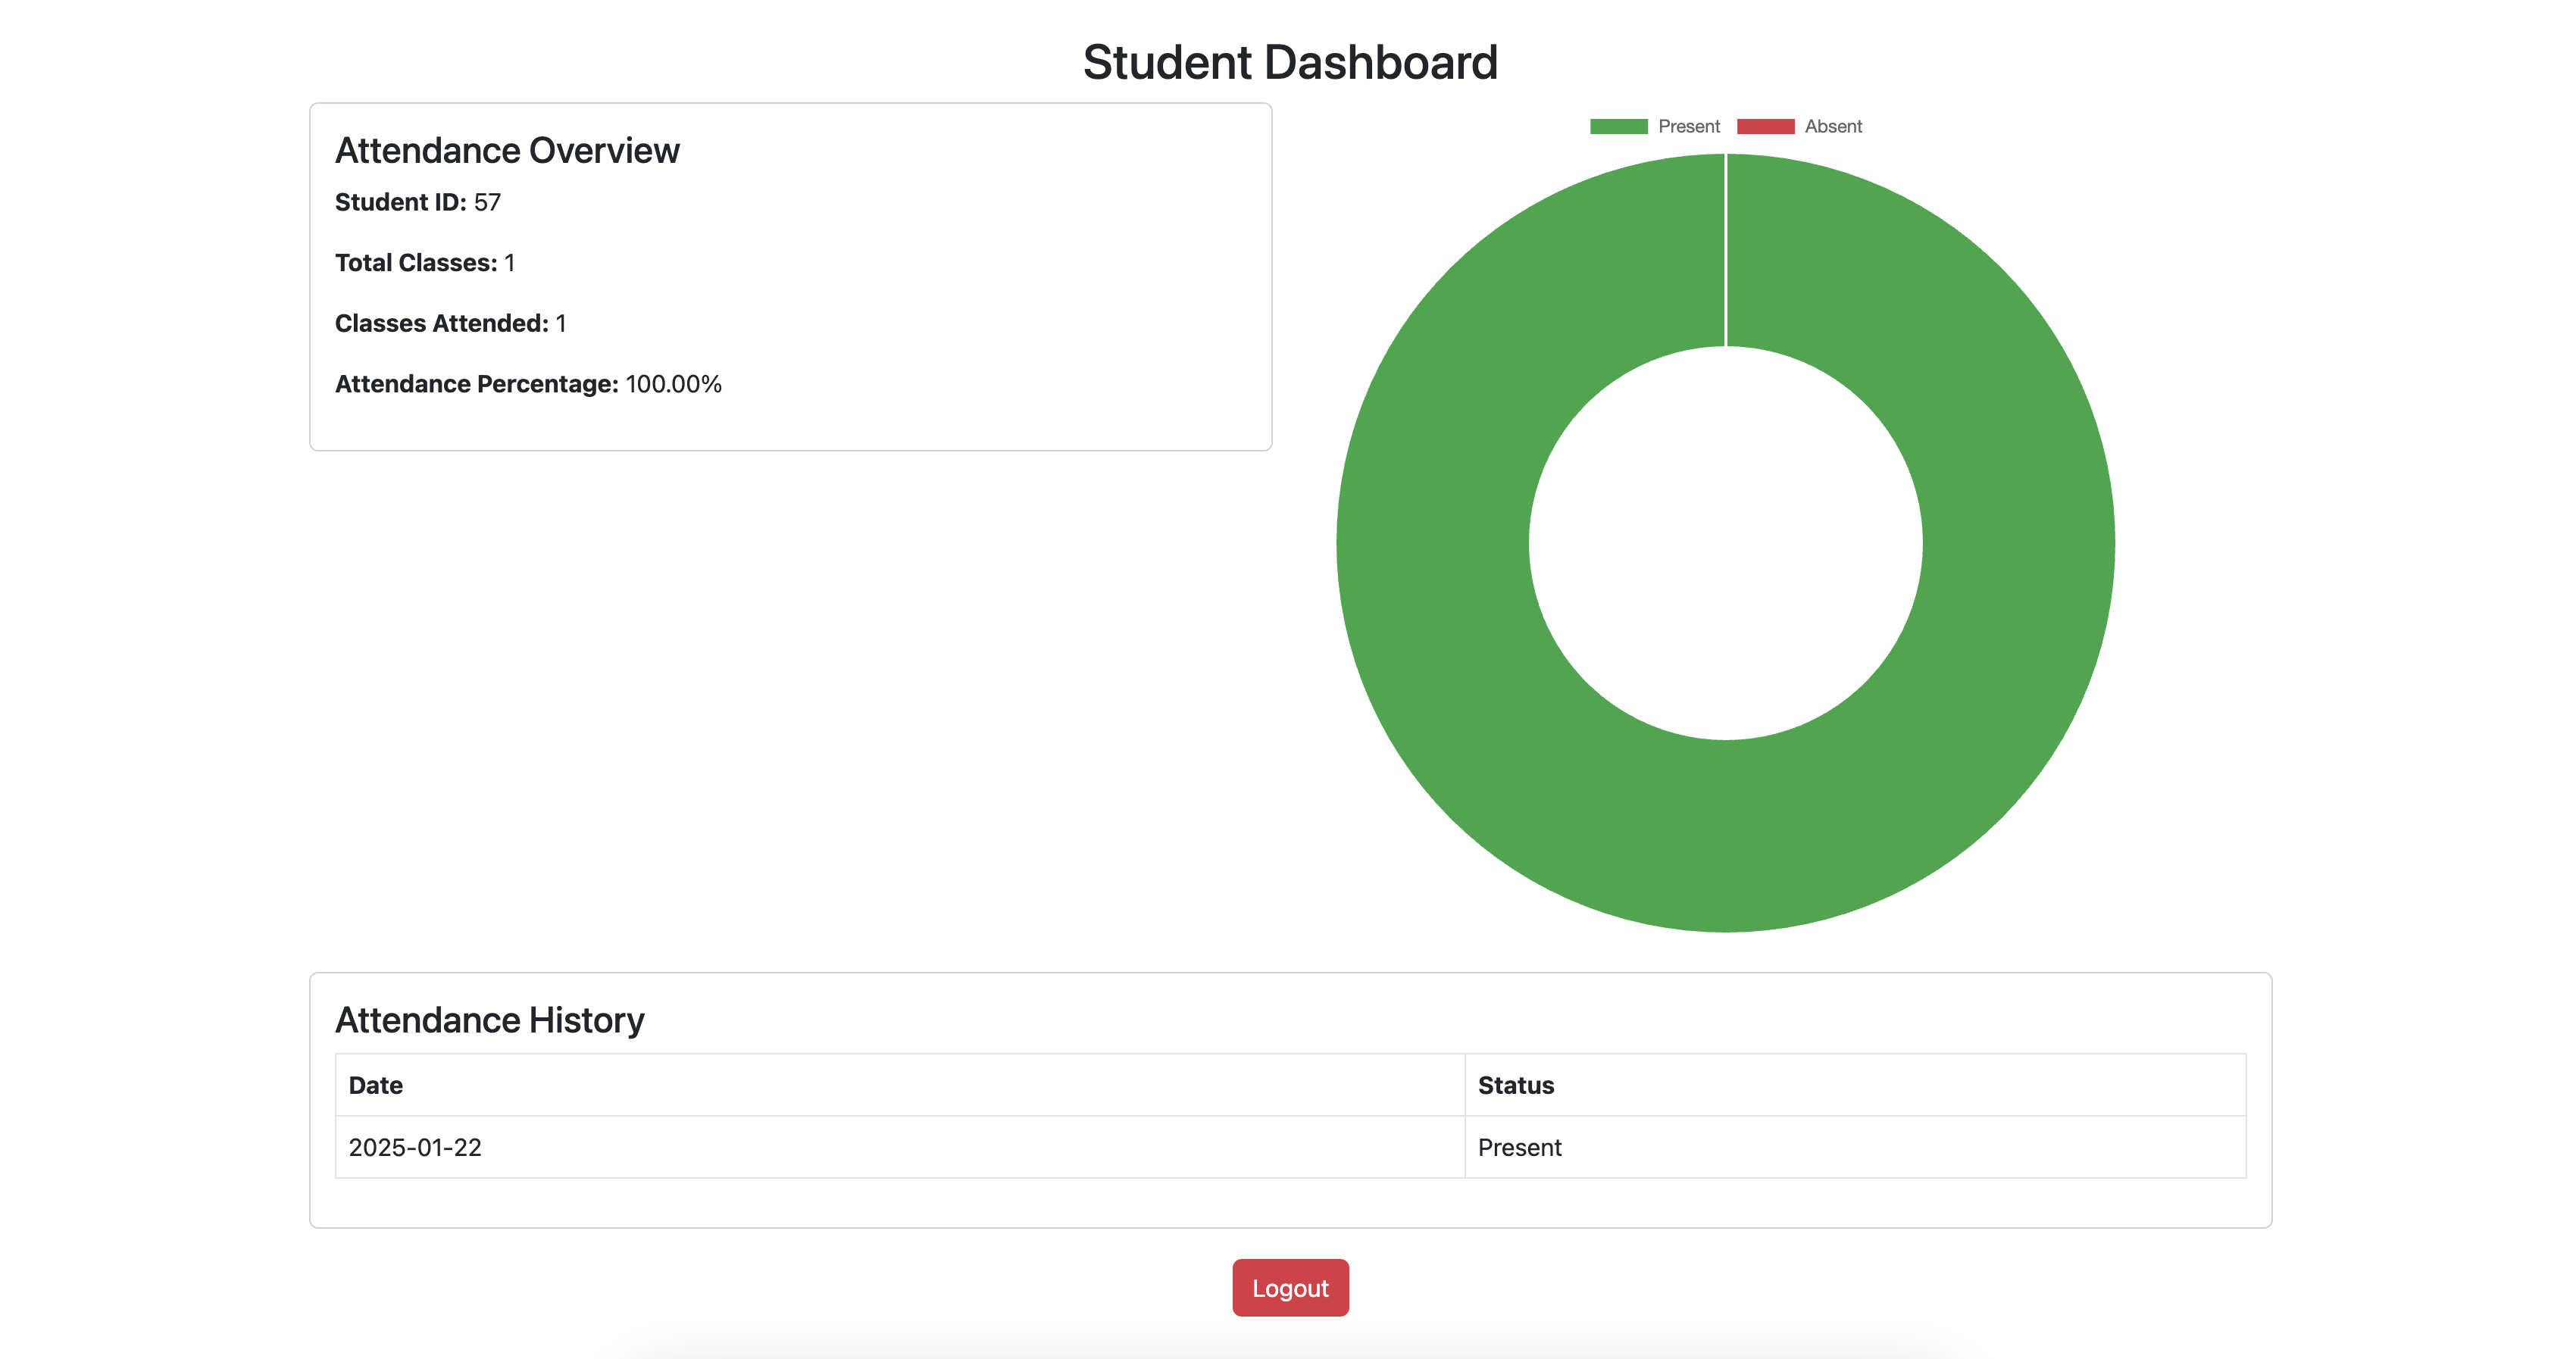 Student Dashboard
Attendance Overview
Student ID: 57
Total Classes: 1
Classes Attended: 1
Attendance Percentage: 100.00%
Present Absent
Attendance History
Date Status
2025-01-22 Present
Logout